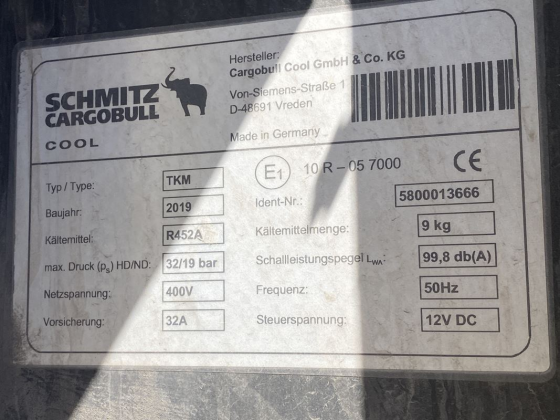 SCHMITZ
CARGOBULL
COOL
Hersteller:
Cargobull Cool GmbH & Co. KG
Von-Siemens-Straße 1
D-48691 Vreden
Made in Germany
E1 10 R – 05 7000 CE
Typ / Type: TKM
Ident-Nr.: 5800013666
Baujahr: 2019
Kältemittelmenge: 9 kg
Kältemittel: R452A
Schallleistungspegel LWA: 99,8 db(A)
max. Druck (ps) HD/ND: 32/19 bar
Frequenz: 50Hz
Netzspannung: 400V
Steuerspannung: 12V DC
Vorsicherung: 32A